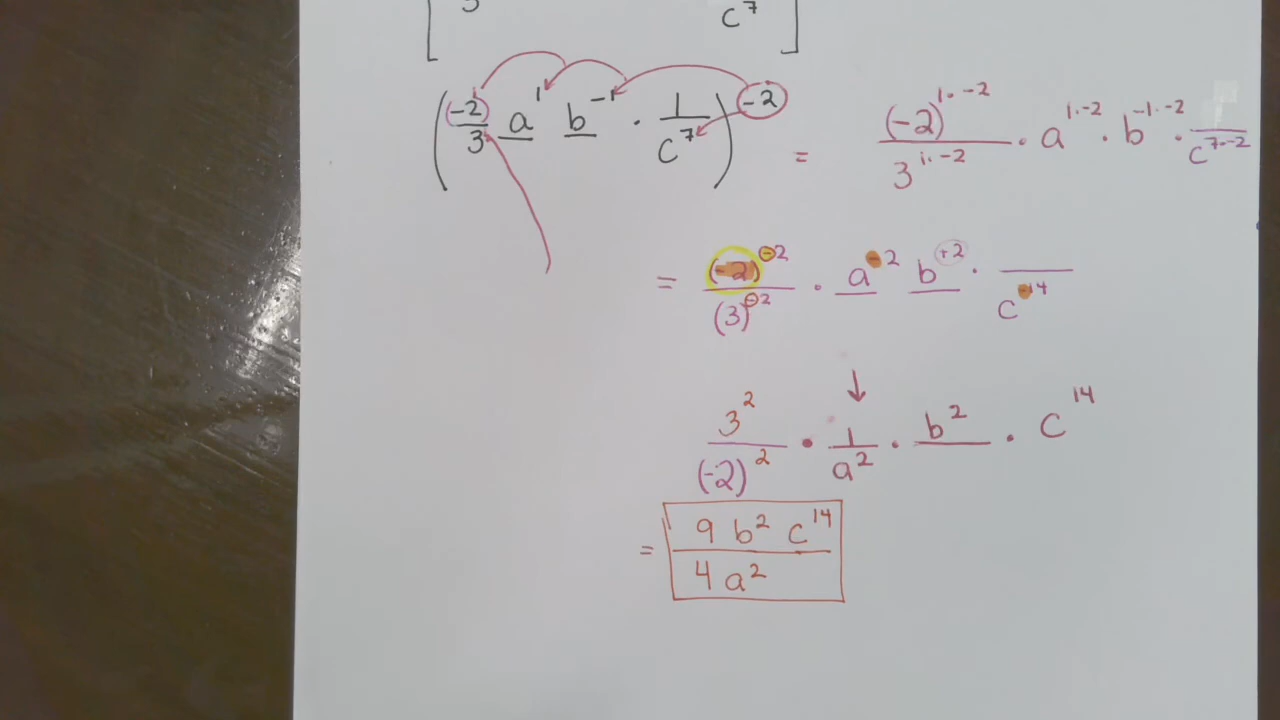 3 c⁷
((-2)¹/3 a¹ b⁻¹ · 1/c⁷)⁻²
= (-2)^(1·-2)/3^(1·-2) · a^(1·-2) · b^(-1·-2) · /c^(7·-2)
= (-2)⁻²/(3)⁻² · a⁻² b⁺² · /c⁻¹⁴
↓
3²/(-2)² · 1/a² · b² · c¹⁴
= 9 b² c¹⁴/4 a²